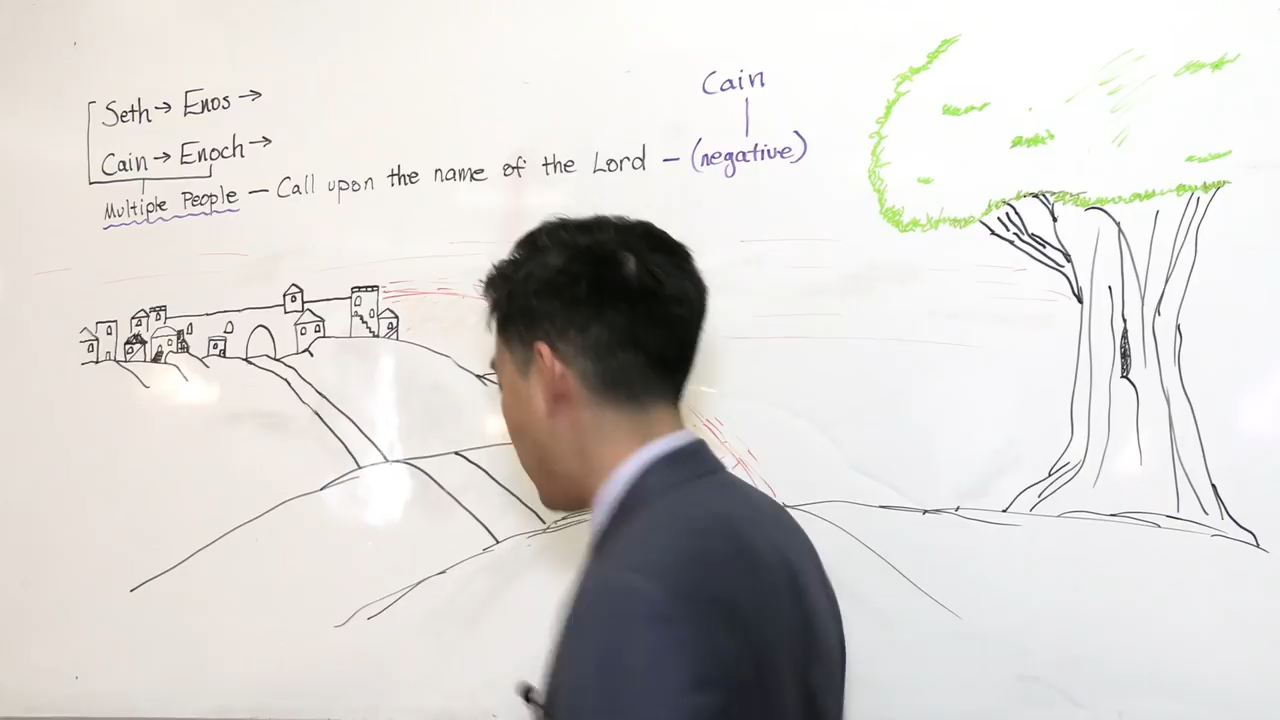 Seth → Enos →
Cain → Enoch →
Multiple People – Call upon the name of the Lord – (negative)
Cain